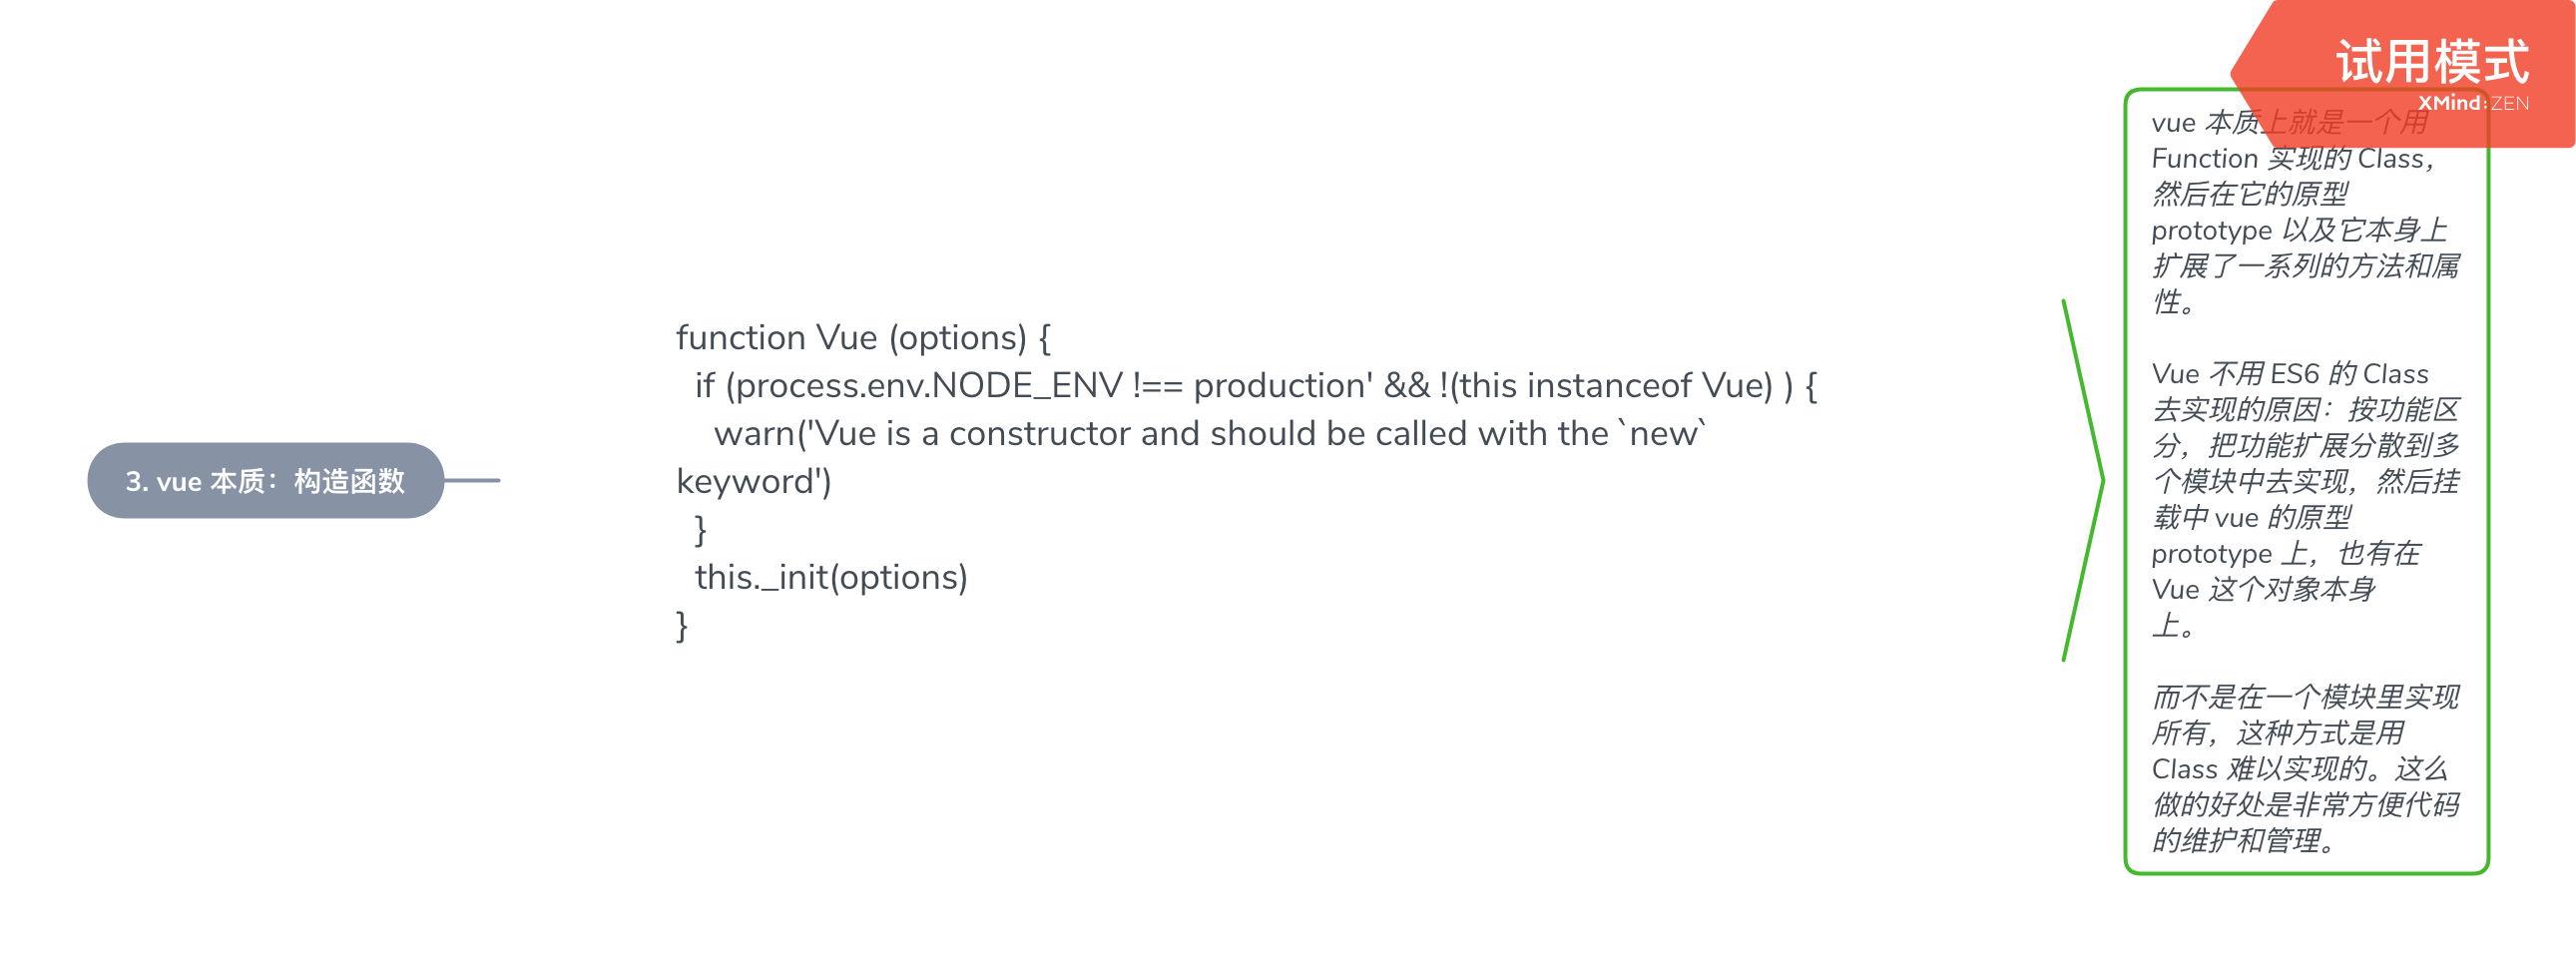 试用模式
XMind:ZEN
3. vue 本质：构造函数
function Vue (options) {
if (process.env.NODE_ENV !== production' && !(this instanceof Vue) ) {
warn('Vue is a constructor and should be called with the `new`
keyword')
}
this._init(options)
}
vue 本质上就是一个用
Function 实现的 Class，
然后在它的原型
prototype 以及它本身上
扩展了一系列的方法和属
性。
Vue 不用 ES6 的 Class
去实现的原因：按功能区
分，把功能扩展分散到多
个模块中去实现，然后挂
载中 vue 的原型
prototype 上，也有在
Vue 这个对象本身
上。
而不是在一个模块里实现
所有，这种方式是用
Class 难以实现的。这么
做的好处是非常方便代码
的维护和管理。